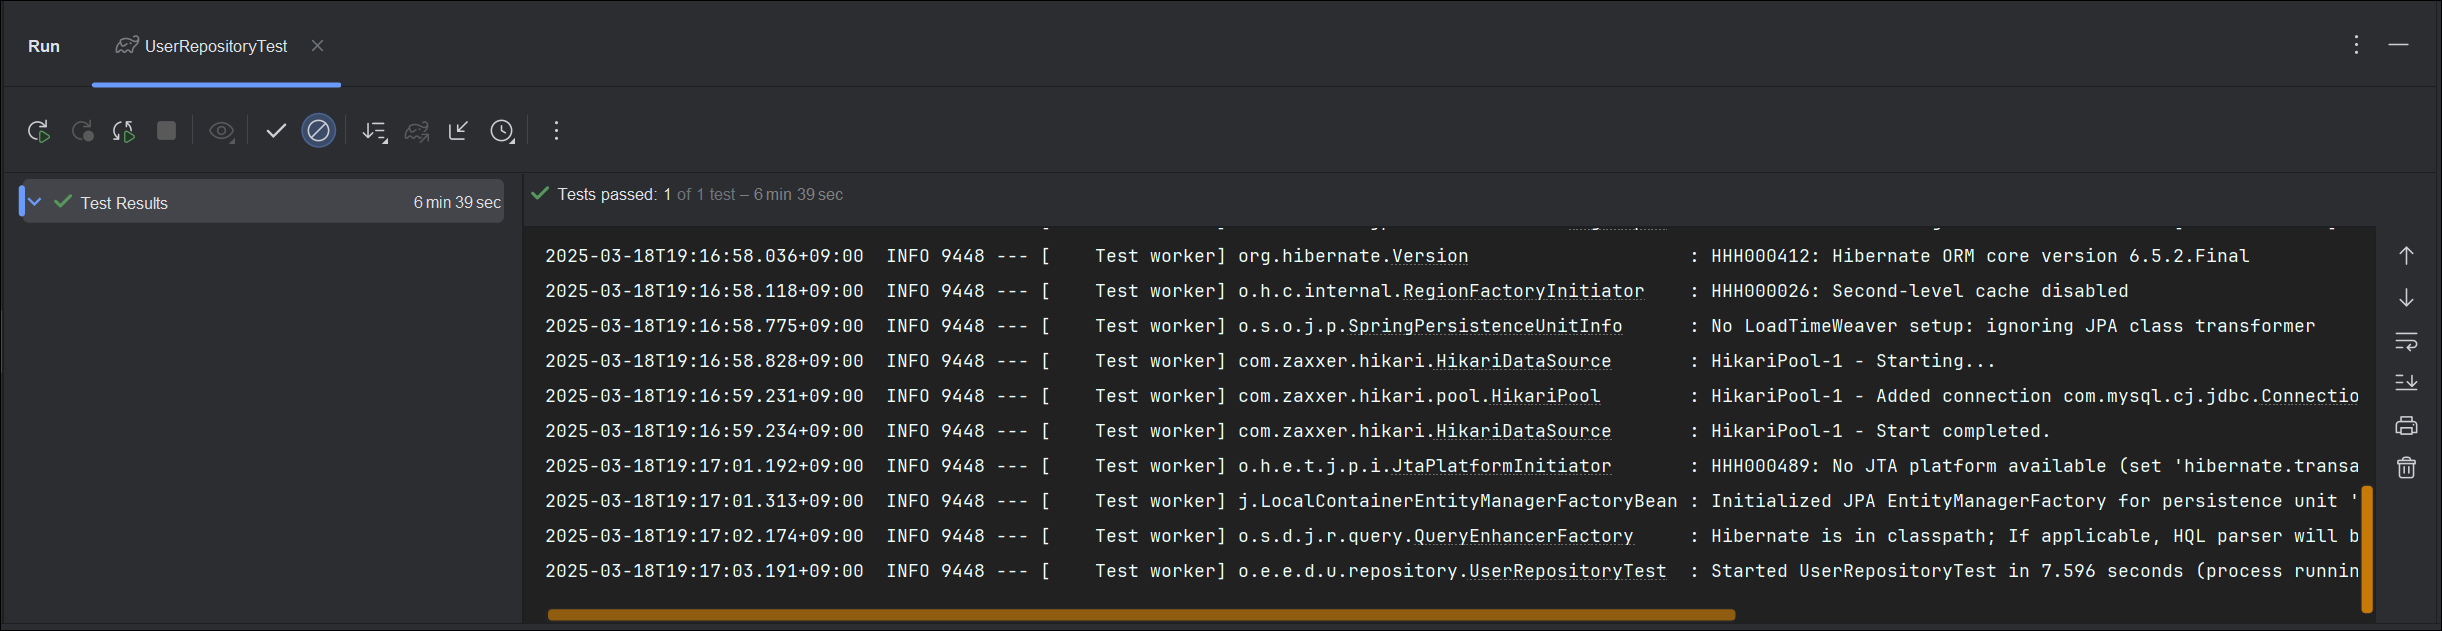 Run UserRepositoryTest
Test Results 6 min 39 sec
Tests passed: 1 of 1 test – 6 min 39 sec
2025-03-18T19:16:58.036+09:00  INFO 9448 --- [    Test worker] org.hibernate.Version                    : HHH000412: Hibernate ORM core version 6.5.2.Final
2025-03-18T19:16:58.118+09:00  INFO 9448 --- [    Test worker] o.h.c.internal.RegionFactoryInitiator    : HHH000026: Second-level cache disabled
2025-03-18T19:16:58.775+09:00  INFO 9448 --- [    Test worker] o.s.o.j.p.SpringPersistenceUnitInfo      : No LoadTimeWeaver setup: ignoring JPA class transformer
2025-03-18T19:16:58.828+09:00  INFO 9448 --- [    Test worker] com.zaxxer.hikari.HikariDataSource       : HikariPool-1 - Starting...
2025-03-18T19:16:59.231+09:00  INFO 9448 --- [    Test worker] com.zaxxer.hikari.pool.HikariPool        : HikariPool-1 - Added connection com.mysql.cj.jdbc.Connectio
2025-03-18T19:16:59.234+09:00  INFO 9448 --- [    Test worker] com.zaxxer.hikari.HikariDataSource       : HikariPool-1 - Start completed.
2025-03-18T19:17:01.192+09:00  INFO 9448 --- [    Test worker] o.h.e.t.j.p.i.JtaPlatformInitiator       : HHH000489: No JTA platform available (set 'hibernate.transa
2025-03-18T19:17:01.313+09:00  INFO 9448 --- [    Test worker] j.LocalContainerEntityManagerFactoryBean : Initialized JPA EntityManagerFactory for persistence unit '
2025-03-18T19:17:02.174+09:00  INFO 9448 --- [    Test worker] o.s.d.j.r.query.QueryEnhancerFactory     : Hibernate is in classpath; If applicable, HQL parser will b
2025-03-18T19:17:03.191+09:00  INFO 9448 --- [    Test worker] o.e.e.d.u.repository.UserRepositoryTest  : Started UserRepositoryTest in 7.596 seconds (process runnin